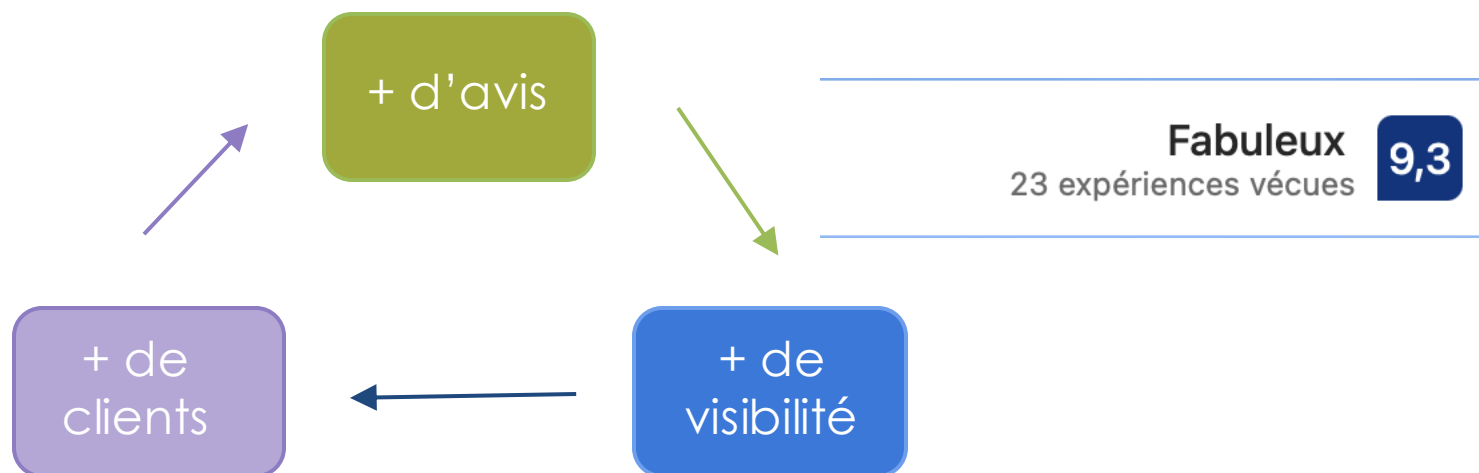 + d’avis
Fabuleux
9,3
23 expériences vécues
+ de
clients
+ de
visibilité